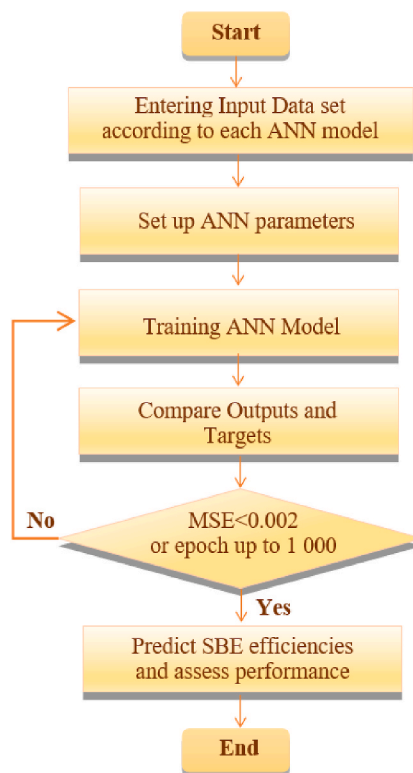 Start
Entering Input Data set
according to each ANN model
Set up ANN parameters
Training ANN Model
Compare Outputs and
Targets
No
MSE<0.002
or epoch up to 1 000
Yes
Predict SBE efficiencies
and assess performance
End